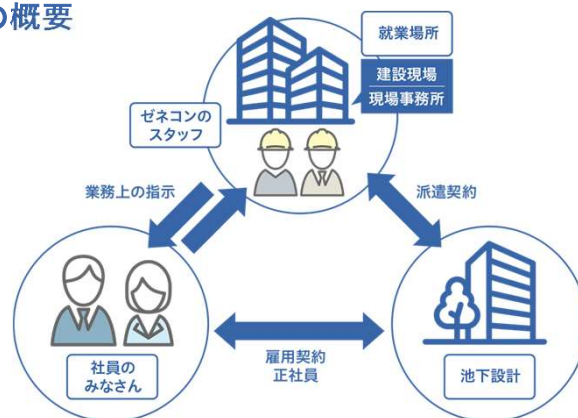 の概要
就業場所
建設現場
現場事務所
ゼネコンの
スタッフ
業務上の指示
派遣契約
社員の
みなさん
雇用契約
正社員
池下設計